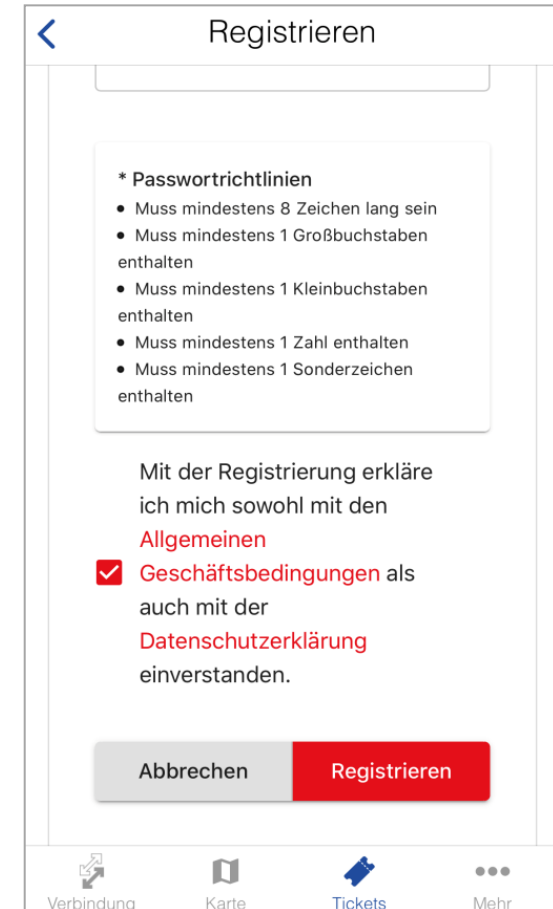 Registrieren
* Passwortrichtlinien
• Muss mindestens 8 Zeichen lang sein
• Muss mindestens 1 Großbuchstaben
enthalten
• Muss mindestens 1 Kleinbuchstaben
enthalten
• Muss mindestens 1 Zahl enthalten
• Muss mindestens 1 Sonderzeichen
enthalten
Mit der Registrierung erkläre
ich mich sowohl mit den
Allgemeinen
Geschäftsbedingungen als
auch mit der
Datenschutzerklärung
einverstanden.
Abbrechen Registrieren
Verbindung Karte Tickets Mehr